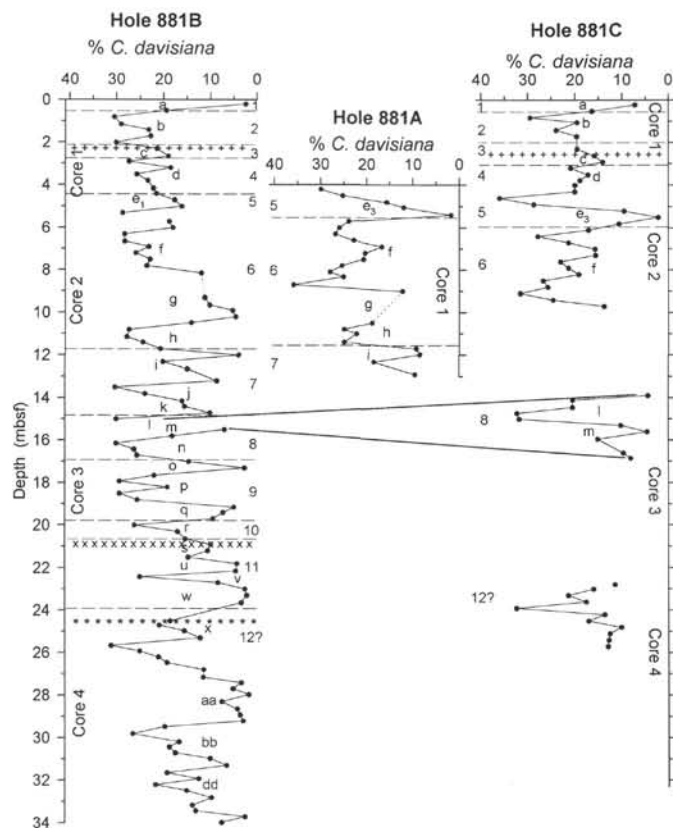 Hole 881B
% C. davisiana
40 30 20 10 0
Hole 881A
% C. davisiana
40 30 20 10 0
Hole 881C
% C. davisiana
40 30 20 10 0
Depth (mbsf)
0
2
4
6
8
10
12
14
16
18
20
22
24
26
28
30
32
34
Core 1
Core 2
Core 3
Core 4
a 1
b 2
c 3
d 4
e1 5
f
6
g
h
i
j 7
k
l
m
n 8
o
p 9
q
r 10
s
u 11
v
w
x 12?
aa
bb
dd
5 e3
f
6
g
h
7 i
Core 1
1 a
2 b
3 c
4 d
5 e3
6 f
8 l
m
12?
Core 1
Core 2
Core 3
Core 4